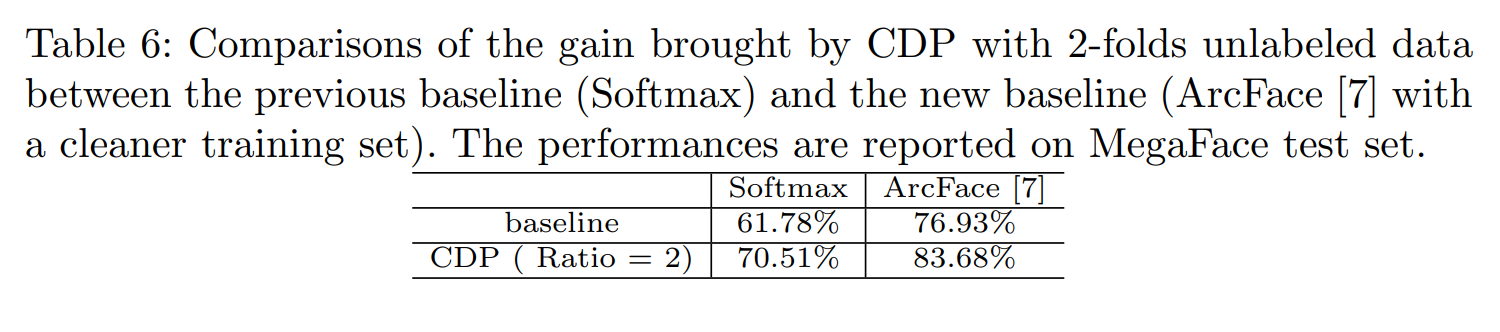 Table 6: Comparisons of the gain brought by CDP with 2-folds unlabeled data
between the previous baseline (Softmax) and the new baseline (ArcFace [7] with
a cleaner training set). The performances are reported on MegaFace test set.
Softmax ArcFace [7]
baseline 61.78% 76.93%
CDP ( Ratio = 2) 70.51% 83.68%